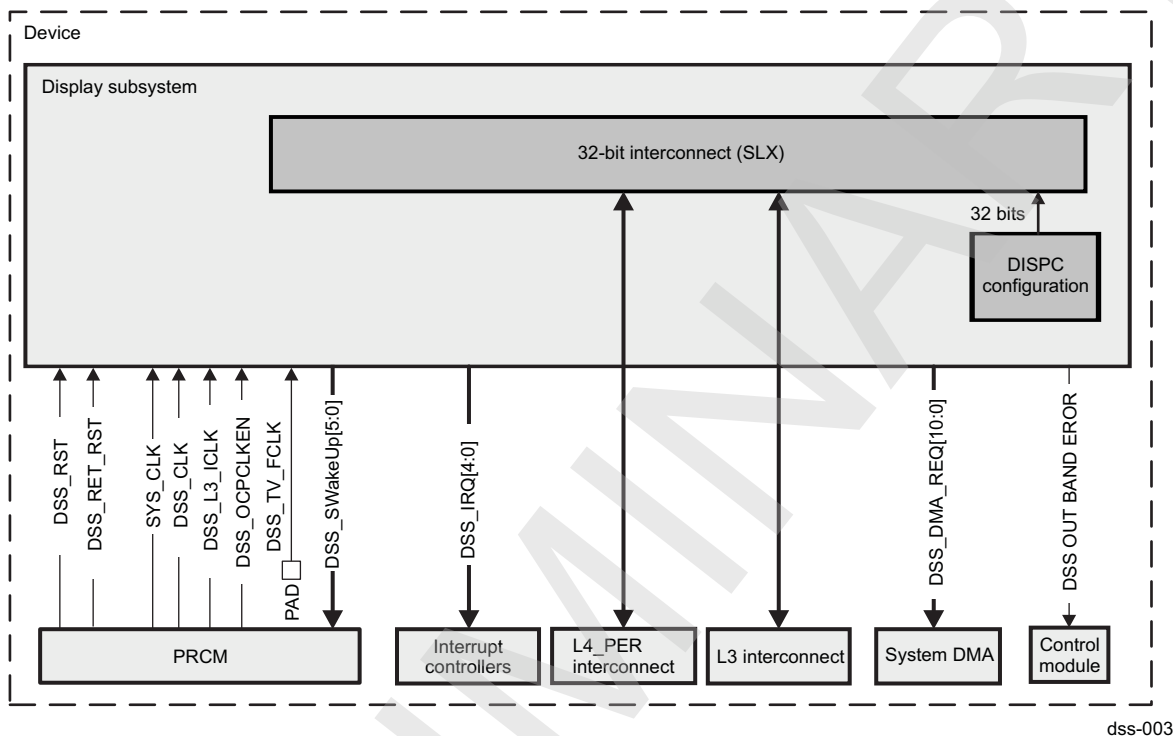 Device
Display subsystem
32-bit interconnect (SLX)
32 bits
DISPC
configuration
DSS_RST
DSS_RET_RST
SYS_CLK
DSS_CLK
DSS_L3_ICLK
DSS_OCPCLKEN
DSS_TV_FCLK
PAD
DSS_SWakeUp[5:0]
DSS_IRQ[4:0]
DSS_DMA_REQ[10:0]
DSS OUT BAND EROR
PRCM
Interrupt
controllers
L4_PER
interconnect
L3 interconnect
System DMA
Control
module
dss-003